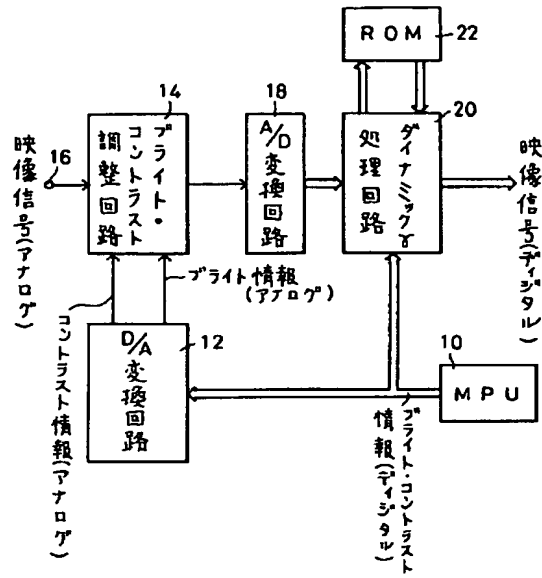 ROM
22
14
18
20
16
映像信号(アナログ)
ブライト・
コントラスト
調整回路
A/D
変換回路
ダイナミックγ
処理回路
映像信号(ディジタル)
ブライト情報
(アナログ)
コントラスト情報(アナログ)
D/A
変換回路
12
10
MPU
ブライト・コントラスト
情報(ディジタル)